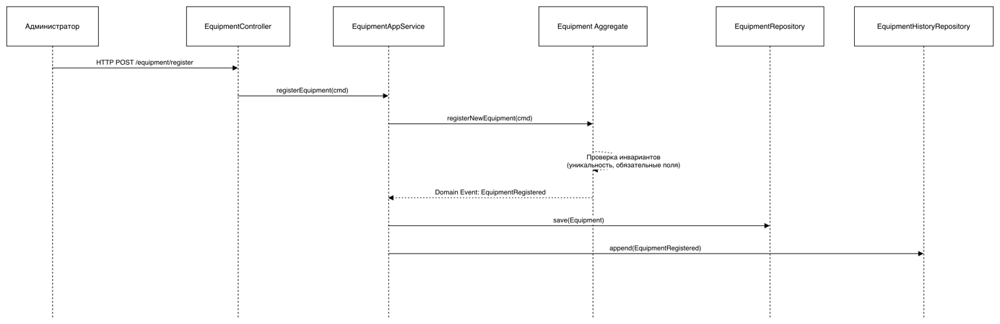 Администратор
EquipmentController
EquipmentAppService
Equipment Aggregate
EquipmentRepository
EquipmentHistoryRepository
HTTP POST /equipment/register
registerEquipment(cmd)
registerNewEquipment(cmd)
Проверка инвариантов
(уникальность, обязательные поля)
Domain Event: EquipmentRegistered
save(Equipment)
append(EquipmentRegistered)